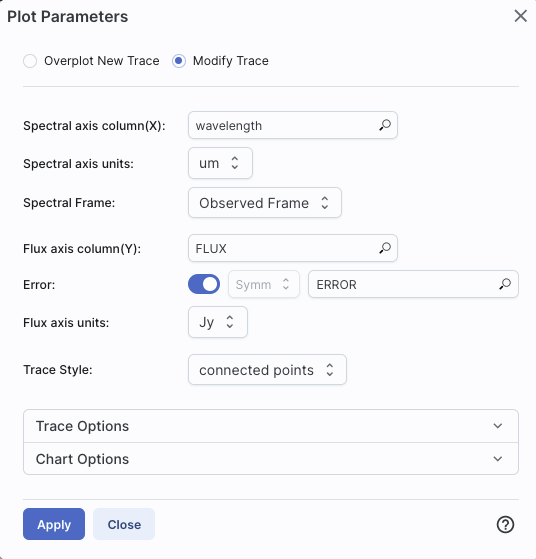 Plot Parameters
Overplot New Trace Modify Trace
Spectral axis column(X): wavelength
Spectral axis units: um
Spectral Frame: Observed Frame
Flux axis column(Y): FLUX
Error: Symm ERROR
Flux axis units: Jy
Trace Style: connected points
Trace Options
Chart Options
Apply Close